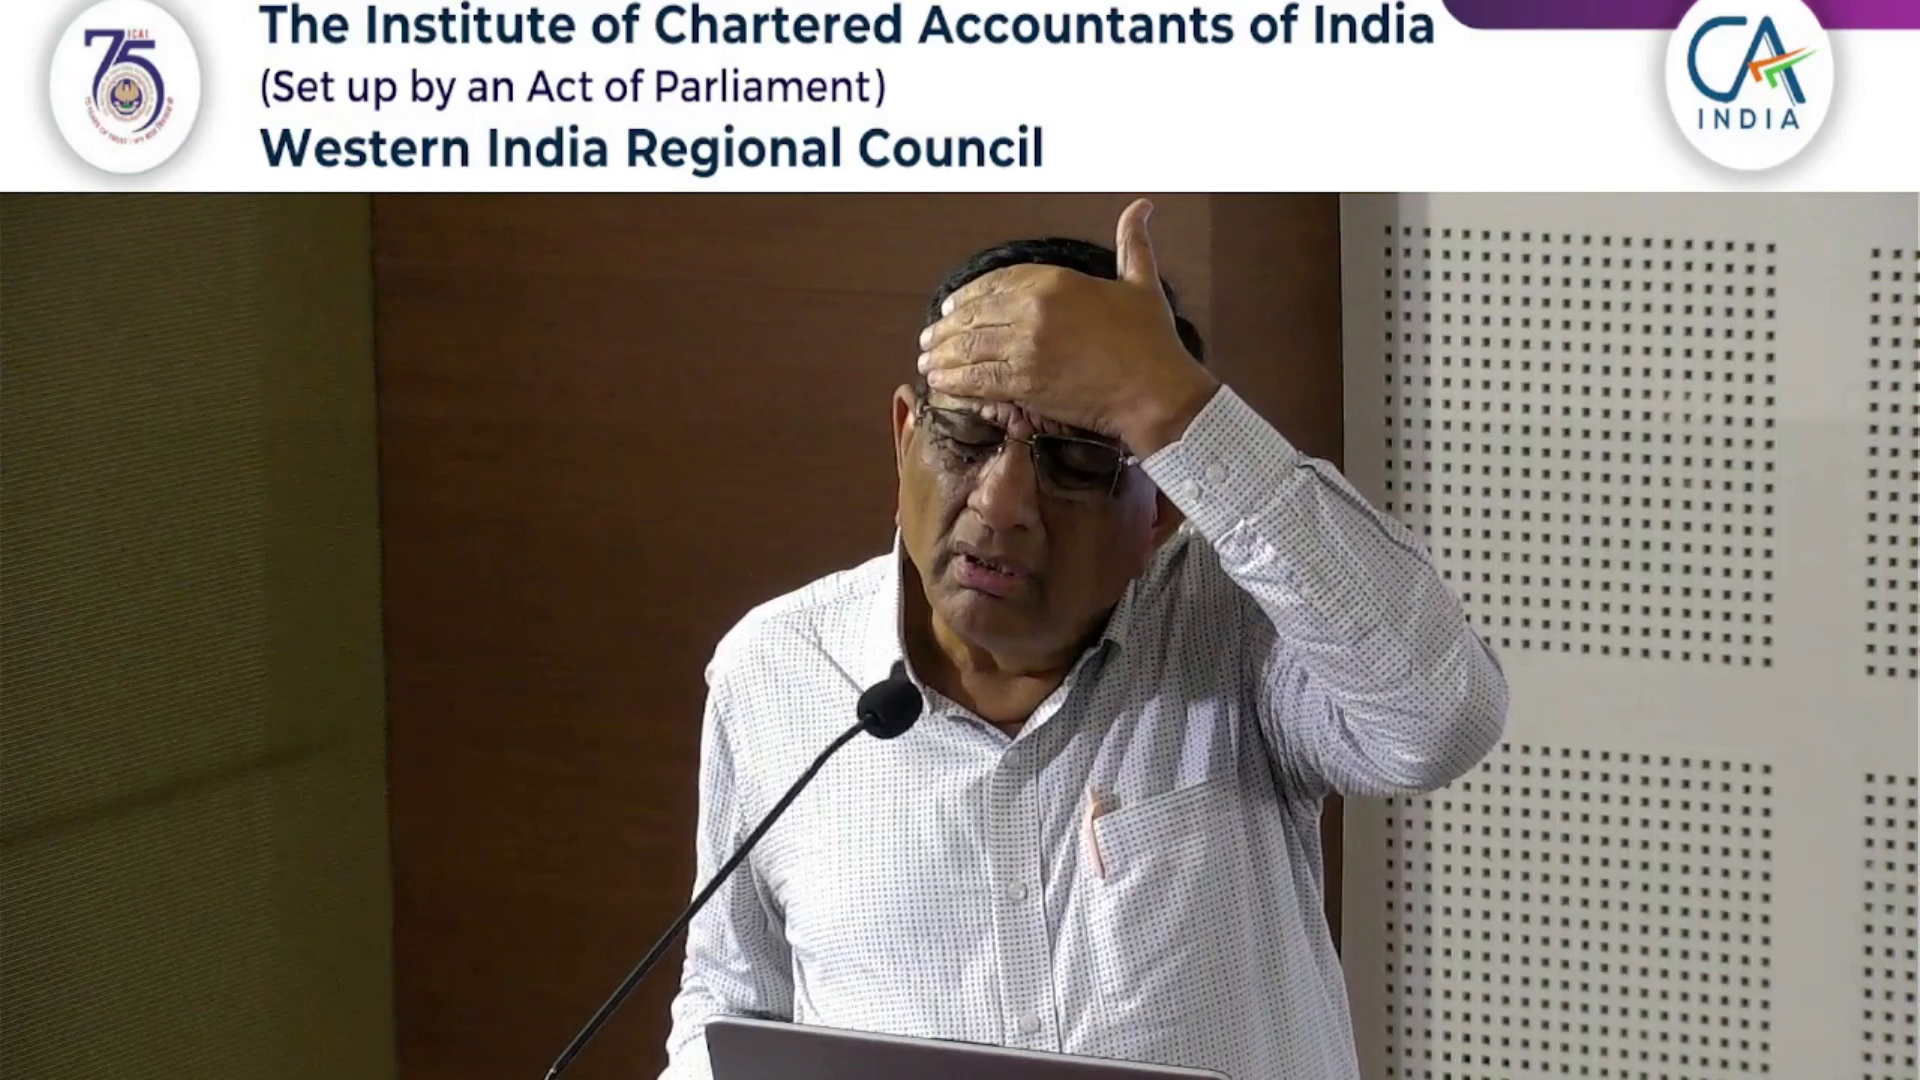 The Institute of Chartered Accountants of India
(Set up by an Act of Parliament)
Western India Regional Council
ICAI
75
CA
INDIA